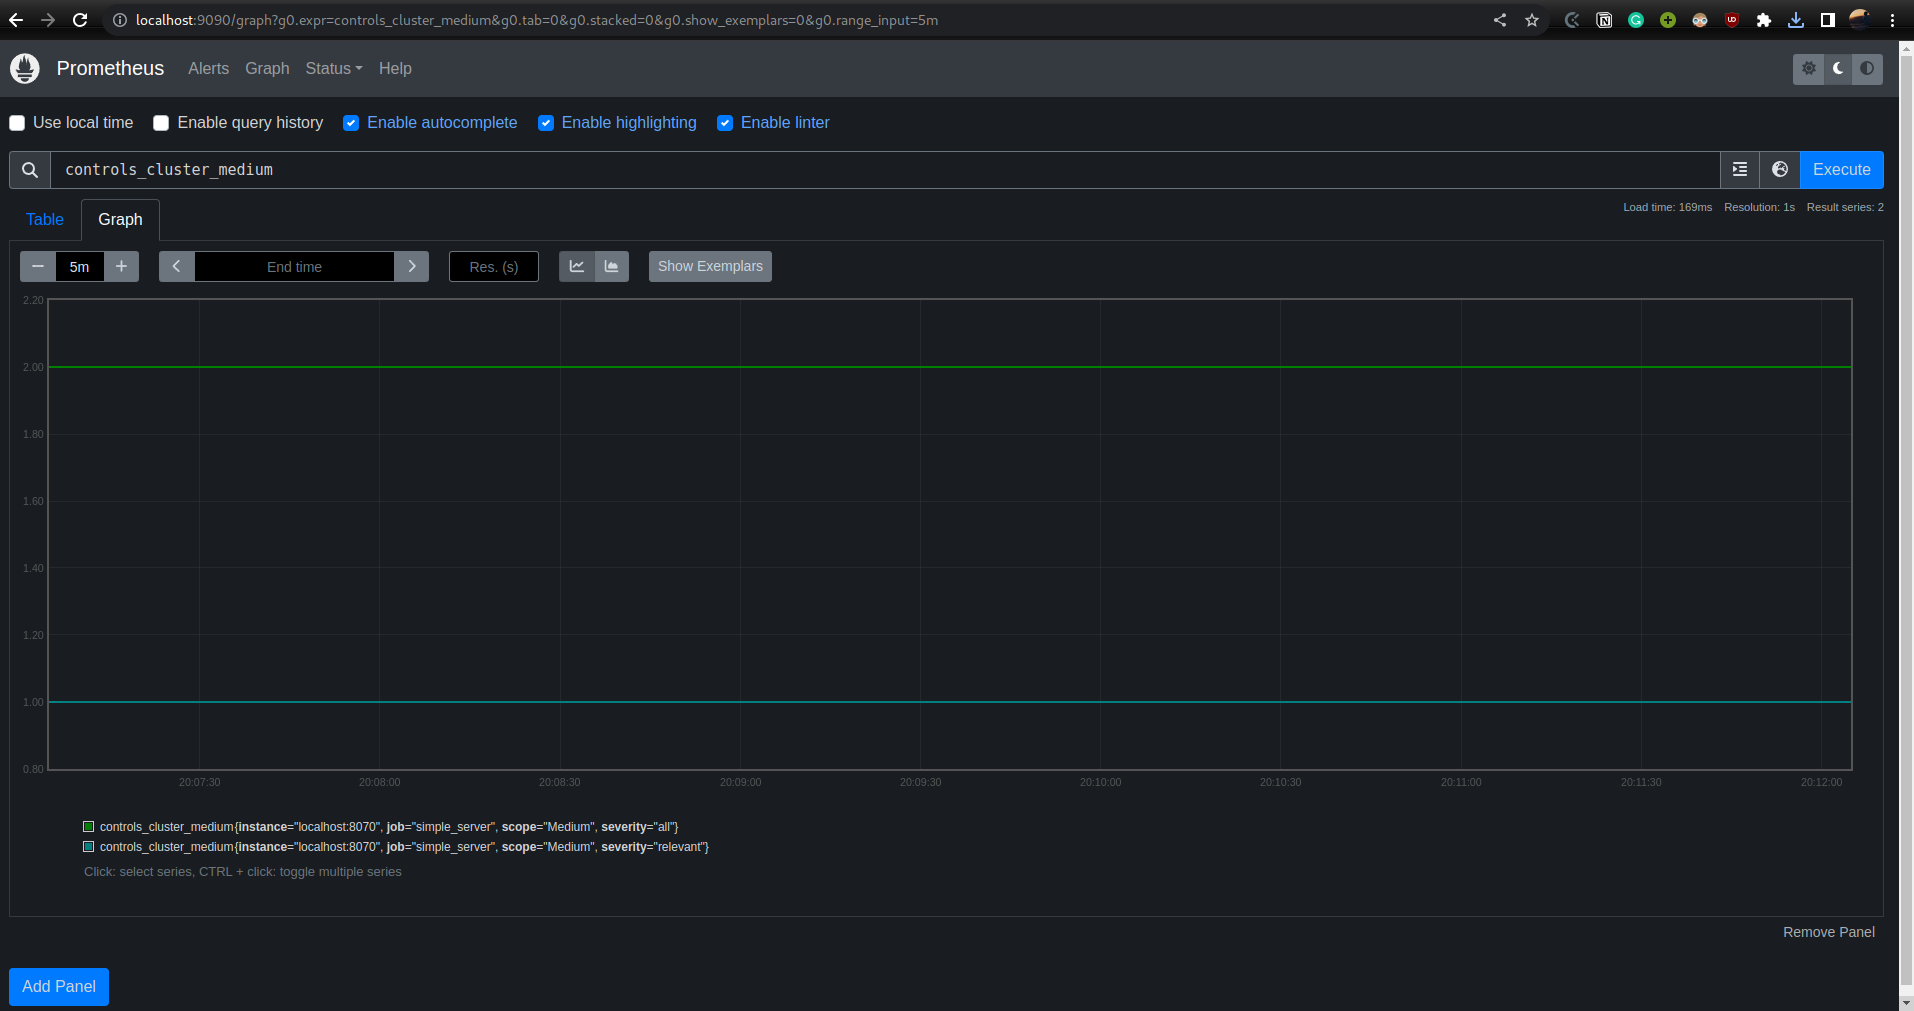 localhost:9090/graph?g0.expr=controls_cluster_medium&g0.tab=0&g0.stacked=0&g0.show_exemplars=0&g0.range_input=5m
Prometheus Alerts Graph Status Help
Use local time Enable query history Enable autocomplete Enable highlighting Enable linter
controls_cluster_medium Execute
Table Graph Load time: 169ms Resolution: 1s Result series: 2
5m End time Res. (s) Show Exemplars
2.20
2.00
1.80
1.60
1.40
1.20
1.00
0.80
20:07:30 20:08:00 20:08:30 20:09:00 20:09:30 20:10:00 20:10:30 20:11:00 20:11:30 20:12:00
controls_cluster_medium{instance="localhost:8070", job="simple_server", scope="Medium", severity="all"}
controls_cluster_medium{instance="localhost:8070", job="simple_server", scope="Medium", severity="relevant"}
Click: select series, CTRL + click: toggle multiple series
Remove Panel
Add Panel